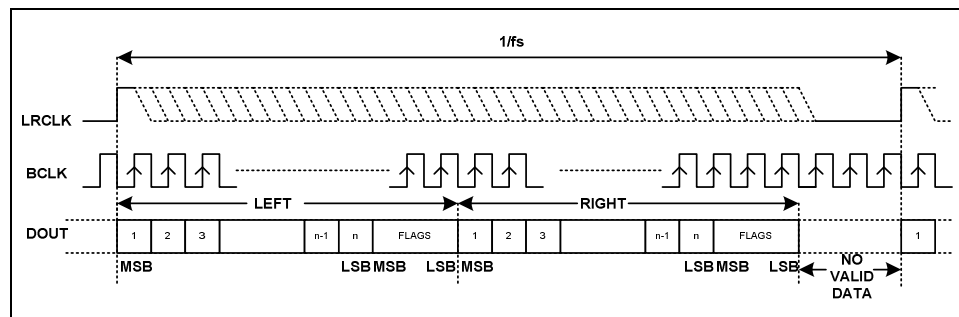 1/fs
LRCLK
BCLK
LEFT RIGHT
DOUT 1 2 3 n-1 n FLAGS 1 2 3 n-1 n FLAGS 1
MSB LSB MSB LSB MSB LSB MSB LSB NO
VALID
DATA